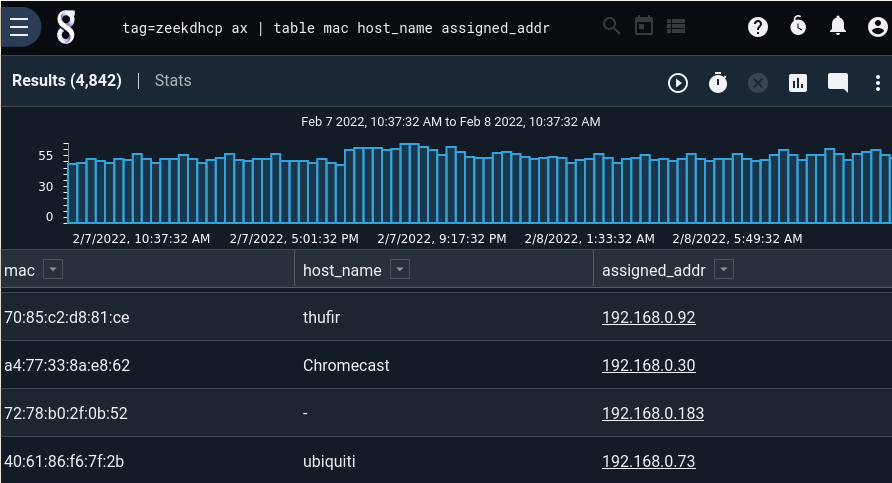 tag=zeekdhcp ax | table mac host_name assigned_addr
Results (4,842) | Stats
Feb 7 2022, 10:37:32 AM to Feb 8 2022, 10:37:32 AM
55
30
0
2/7/2022, 10:37:32 AM 2/7/2022, 5:01:32 PM 2/7/2022, 9:17:32 PM 2/8/2022, 1:33:32 AM 2/8/2022, 5:49:32 AM
mac host_name assigned_addr
70:85:c2:d8:81:ce thufir 192.168.0.92
a4:77:33:8a:e8:62 Chromecast 192.168.0.30
72:78:b0:2f:0b:52 - 192.168.0.183
40:61:86:f6:7f:2b ubiquiti 192.168.0.73